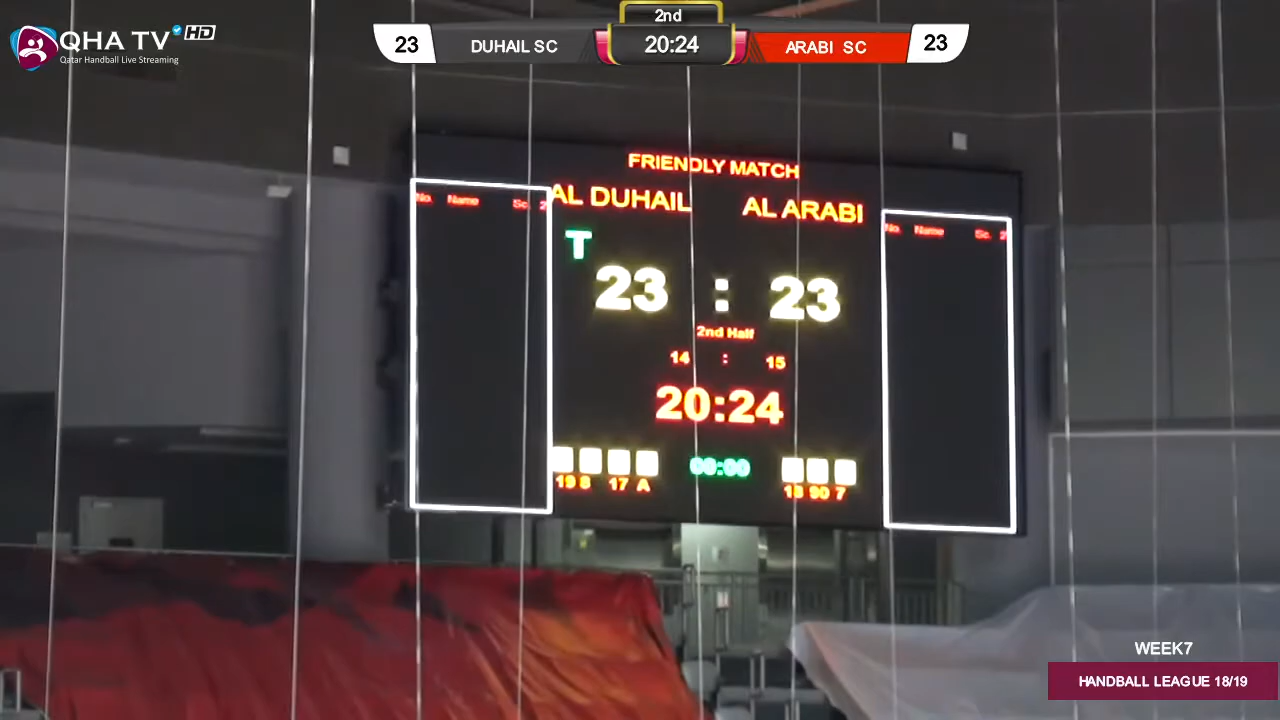 QHA TV HD
Qatar Handball Live Streaming
2nd
23 DUHAIL SC 20:24 ARABI SC 23
FRIENDLY MATCH
AL DUHAIL AL ARABI
No. Name Sc. 2
No. Name Sc. 2
T
23 : 23
2nd Half
14 : 15
20:24
00:00
19 8 17 A
90 7
WEEK7
HANDBALL LEAGUE 18/19